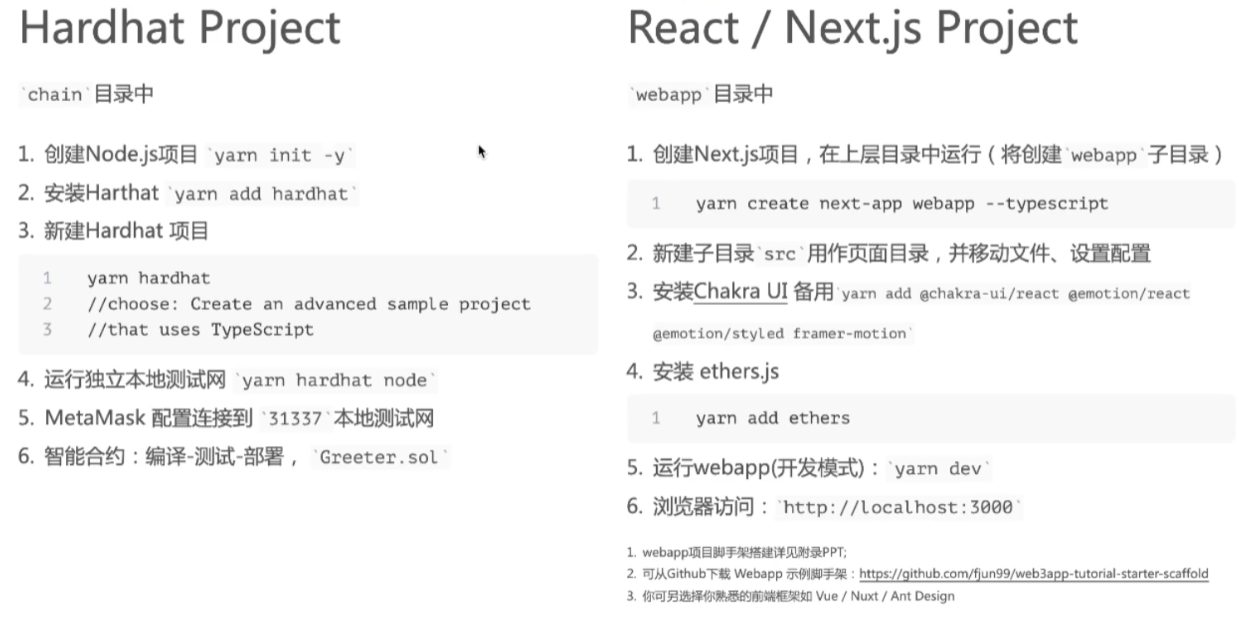 Hardhat Project
`chain`目录中
1. 创建Node.js项目 `yarn init -y`
2. 安装Harthat `yarn add hardhat`
3. 新建Hardhat 项目
1 yarn hardhat
2 //choose: Create an advanced sample project
3 //that uses TypeScript
4. 运行独立本地测试网 `yarn hardhat node`
5. MetaMask 配置连接到 `31337`本地测试网
6. 智能合约：编译-测试-部署， `Greeter.sol`
React / Next.js Project
`webapp`目录中
1. 创建Next.js项目，在上层目录中运行（将创建`webapp`子目录）
1 yarn create next-app webapp --typescript
2. 新建子目录`src`用作页面目录，并移动文件、设置配置
3. 安装Chakra UI 备用`yarn add @chakra-ui/react @emotion/react
@emotion/styled framer-motion`
4. 安装 ethers.js
1 yarn add ethers
5. 运行webapp(开发模式)：`yarn dev`
6. 浏览器访问：`http://localhost:3000`
1. webapp项目脚手架搭建详见附录PPT;
2. 可从Github下载 Webapp 示例脚手架：https://github.com/fjun99/web3app-tutorial-starter-scaffold
3. 你可另选择你熟悉的前端框架如 Vue / Nuxt / Ant Design